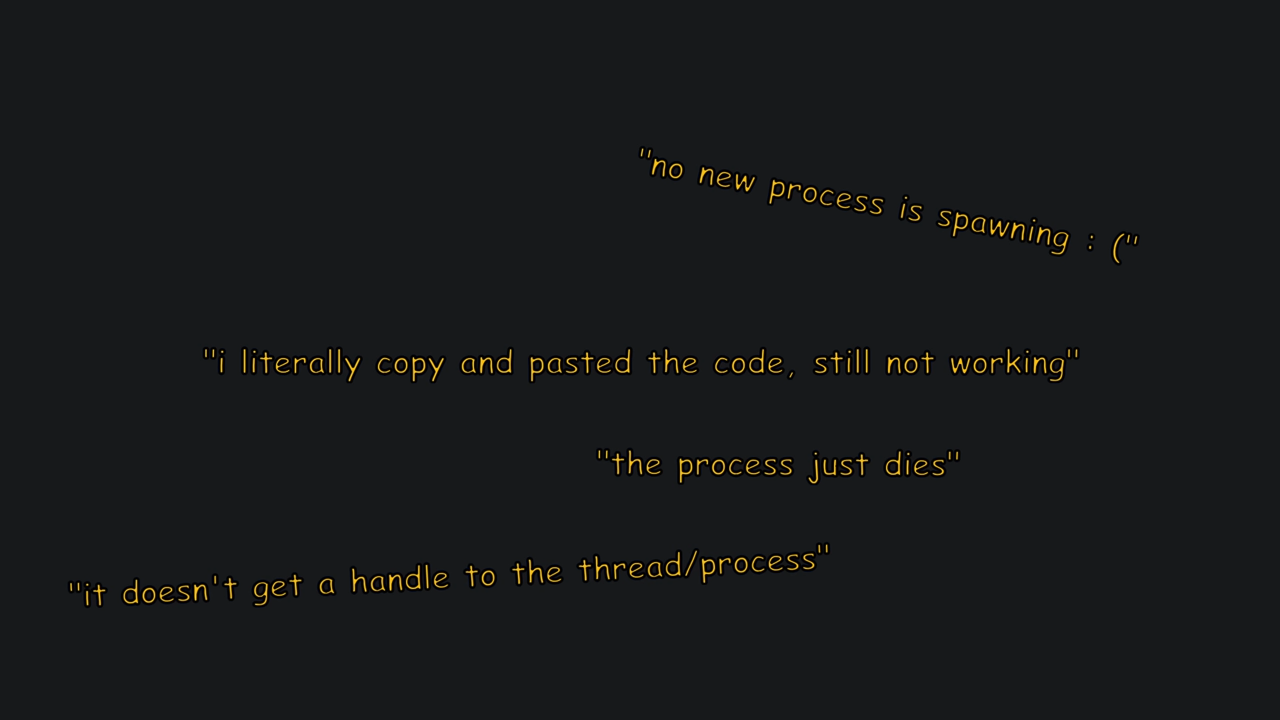 "no new process is spawning : ("
"i literally copy and pasted the code, still not working"
"the process just dies"
"it doesn't get a handle to the thread/process"